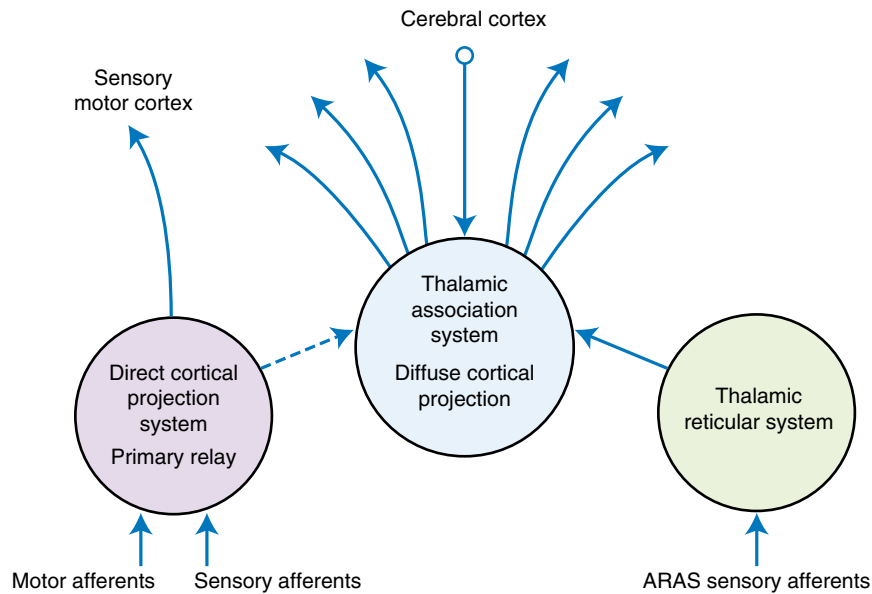 Cerebral cortex
Sensory
motor cortex
Thalamic
association
system
Diffuse cortical
projection
Direct cortical
projection
system
Primary relay
Thalamic
reticular system
Motor afferents
Sensory afferents
ARAS sensory afferents